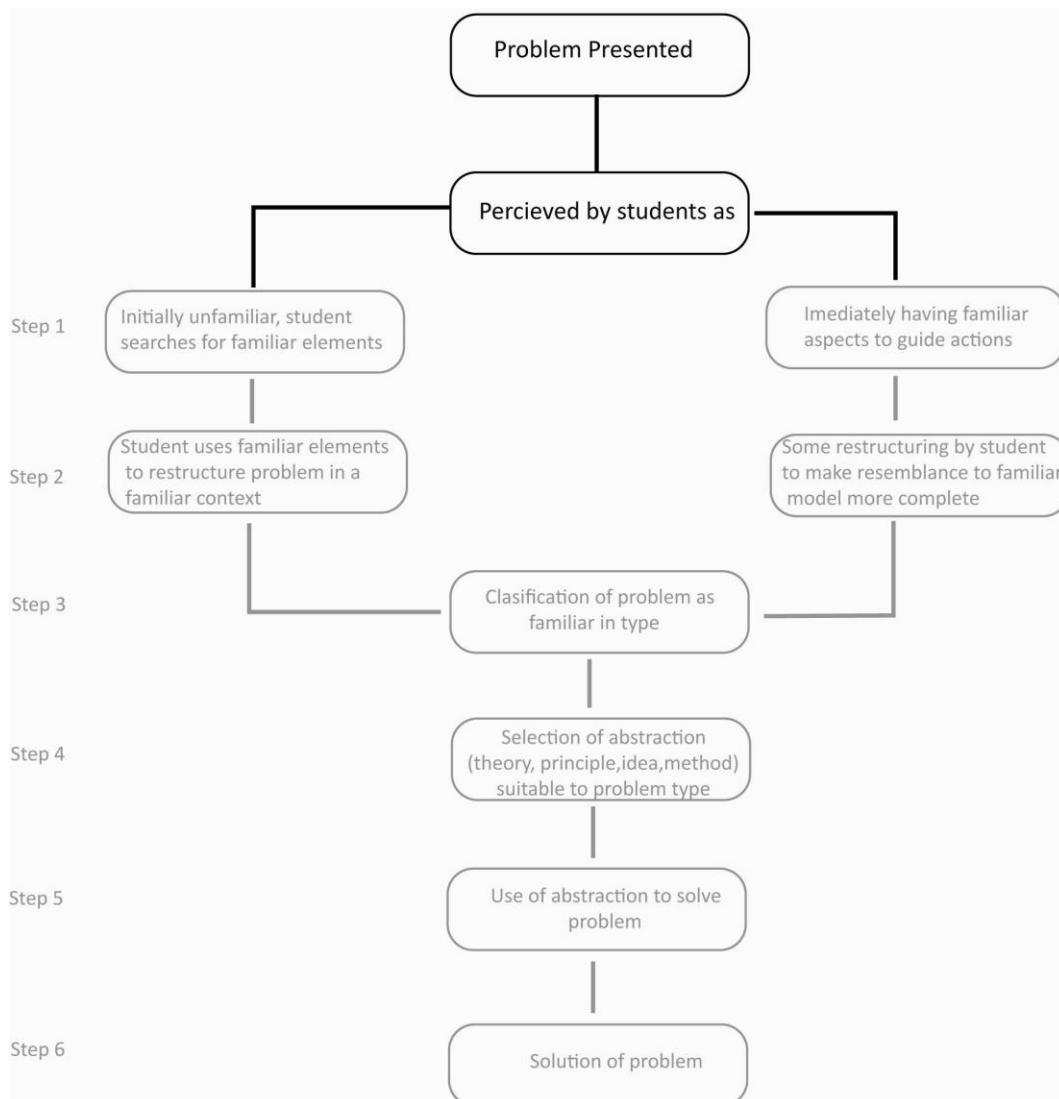 Problem Presented
Percieved by students as
Step 1
Initially unfamiliar, student
searches for familiar elements
Imediately having familiar
aspects to guide actions
Step 2
Student uses familiar elements
to restructure problem in a
familiar context
Some restructuring by student
to make resemblance to familiar
model more complete
Step 3
Clasification of problem as
familiar in type
Step 4
Selection of abstraction
(theory, principle,idea,method)
suitable to problem type
Step 5
Use of abstraction to solve
problem
Step 6
Solution of problem